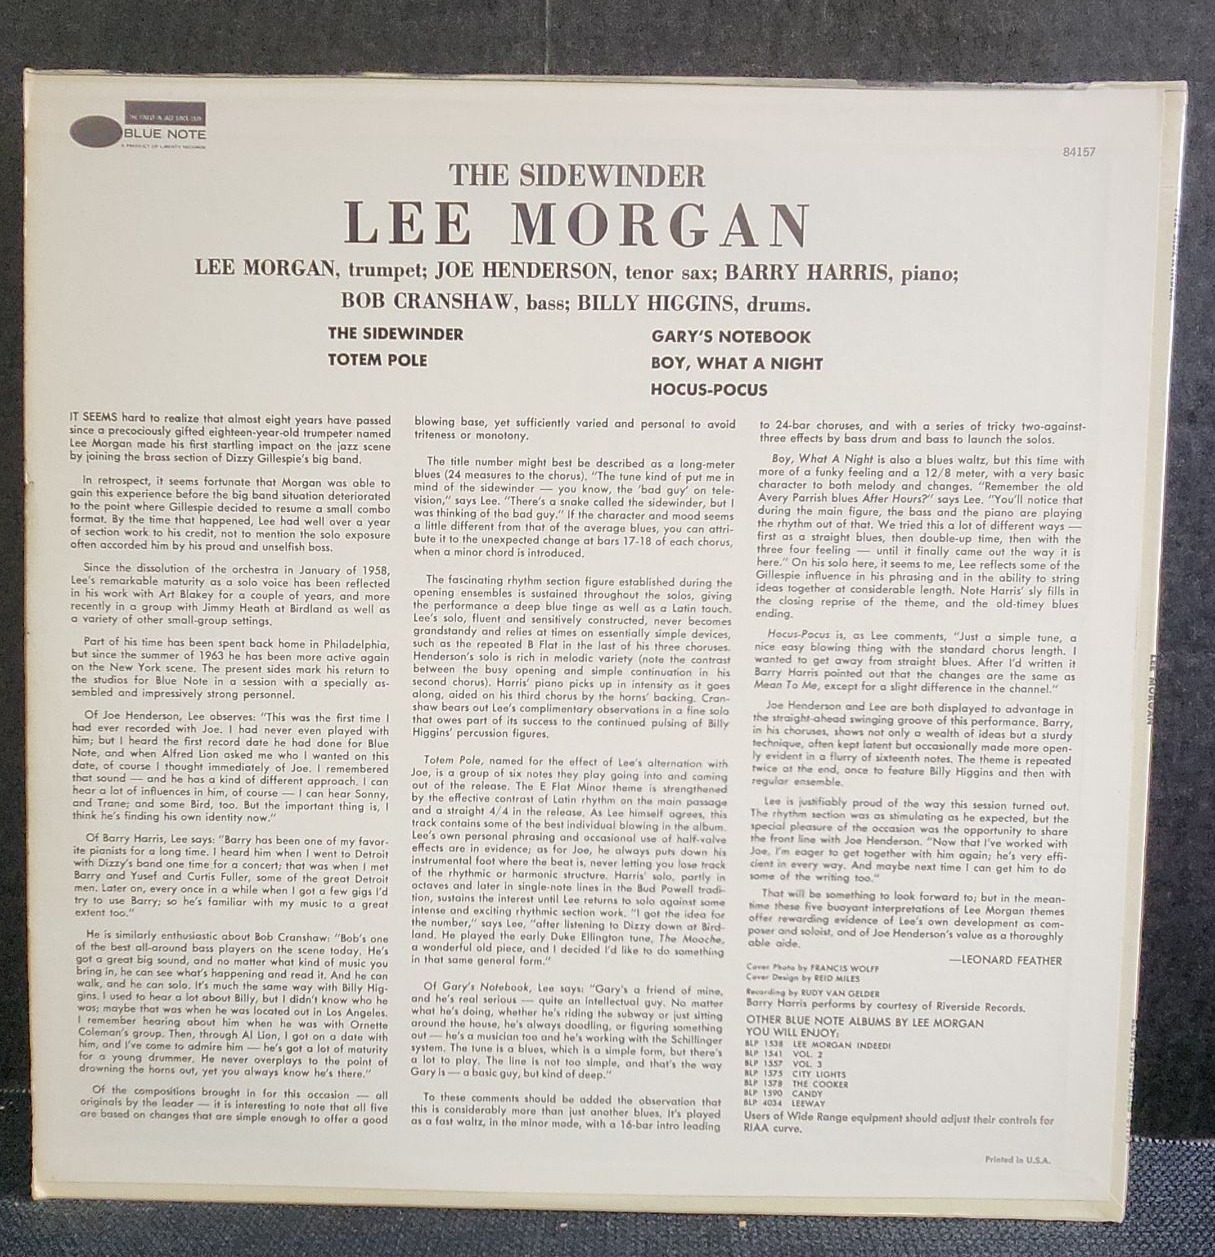 THE FINEST IN JAZZ SINCE 1939
BLUE NOTE
A PRODUCT OF LIBERTY RECORDS
84157
THE SIDEWINDER
LEE MORGAN
LEE MORGAN, trumpet; JOE HENDERSON, tenor sax; BARRY HARRIS, piano;
BOB CRANSHAW, bass; BILLY HIGGINS, drums.
THE SIDEWINDER
TOTEM POLE
GARY'S NOTEBOOK
BOY, WHAT A NIGHT
HOCUS-POCUS
IT SEEMS hard to realize that almost eight years have passed
since a precociously gifted eighteen-year-old trumpeter named
Lee Morgan made his first startling impact on the jazz scene
by joining the brass section of Dizzy Gillespie's big band.
In retrospect, it seems fortunate that Morgan was able to
gain this experience before the big band situation deteriorated
to the point where Gillespie decided to resume a small combo
format. By the time that happened, Lee had well over a year
of section work to his credit, not to mention the solo exposure
often accorded him by his proud and unselfish boss.
Since the dissolution of the orchestra in January of 1958,
Lee's remarkable maturity as a solo voice has been reflected
in his work with Art Blakey for a couple of years, and more
recently in a group with Jimmy Heath at Birdland as well as
a variety of other small-group settings.
Part of his time has been spent back home in Philadelphia,
but since the summer of 1963 he has been more active again
on the New York scene. The present sides mark his return to
the studios for Blue Note in a session with a specially as-
sembled and impressively strong personnel.
Of Joe Henderson, Lee observes: "This was the first time I
had ever recorded with Joe. I had never even played with
him; but I heard the first record date he had done for Blue
Note, and when Alfred Lion asked me who I wanted on this
date, of course I thought immediately of Joe. I remembered
that sound — and he has a kind of different approach. I can
hear a lot of influences in him, of course — I can hear Sonny,
and Trane; and some Bird, too. But the important thing is, I
think he's finding his own identity now."
Of Barry Harris, Lee says: "Barry has been one of my favor-
ite pianists for a long time. I heard him when I went to Detroit
with Dizzy's band one time for a concert; that was when I met
Barry and Yusef and Curtis Fuller, some of the great Detroit
men. Later on, every once in a while when I got a few gigs I'd
try to use Barry; so he's familiar with my music to a great
extent too."
He is similarly enthusiastic about Bob Cranshaw: "Bob's one
of the best all-around bass players on the scene today. He's
got a great big sound, and no matter what kind of music you
bring in, he can see what's happening and read it. And he can
walk, and he can solo. It's much the same way with Billy Hig-
gins. I used to hear a lot about Billy, but I didn't know who he
was; maybe that was when he was located out in Los Angeles.
I remember hearing about him when he was with Ornette
Coleman's group. Then, through Al Lion, I got on a date with
him, and I've come to admire him — he's got a lot of maturity
for a young drummer. He never overplays to the point of
drowning the horns out, yet you always know he's there."
Of the compositions brought in for this occasion — all
originals by the leader — it is interesting to note that all five
are based on changes that are simple enough to offer a good
blowing base, yet sufficiently varied and personal to avoid
triteness or monotony.
The title number might best be described as a long-meter
blues (24 measures to the chorus). "The tune kind of put me in
mind of the sidewinder — you know, the 'bad guy' on tele-
vision," says Lee. "There's a snake called the sidewinder, but I
was thinking of the bad guy." If the character and mood seems
a little different from that of the average blues, you can attri-
bute it to the unexpected change at bars 17-18 of each chorus,
when a minor chord is introduced.
The fascinating rhythm section figure established during the
opening ensembles is sustained throughout the solos, giving
the performance a deep blue tinge as well as a Latin touch.
Lee's solo, fluent and sensitively constructed, never becomes
grandstandy and relies at times on essentially simple devices,
such as the repeated B Flat in the last of his three choruses.
Henderson's solo is rich in melodic variety (note the contrast
between the busy opening and simple continuation in his
second chorus). Harris' piano picks up in intensity as it goes
along, aided on his third chorus by the horns' backing. Cran-
shaw bears out Lee's complimentary observations in a fine solo
that owes part of its success to the continued pulsing of Billy
Higgins' percussion figures.
Totem Pole, named for the effect of Lee's alternation with
Joe, is a group of six notes they play going into and coming
out of the release. The E Flat Minor theme is strengthened
by the effective contrast of Latin rhythm on the main passage
and a straight 4/4 in the release. As Lee himself agrees, this
track contains some of the best individual blowing in the album.
Lee's own personal phrasing and occasional use of half-valve
effects are in evidence; as for Joe, he always puts down his
instrumental foot where the beat is, never letting you lose track
of the rhythmic or harmonic structure. Harris' solo, partly in
octaves and later in single-note lines in the Bud Powell tradi-
tion, sustains the interest until Lee returns to solo against some
intense and exciting rhythmic section work. "I got the idea for
the number," says Lee, "after listening to Dizzy down at Bird-
land. He played the early Duke Ellington tune, The Mooche,
a wonderful old piece, and I decided I'd like to do something
in that same general form."
Of Gary's Notebook, Lee says: "Gary's a friend of mine,
and he's real serious — quite an intellectual guy. No matter
what he's doing, whether he's riding the subway or just sitting
around the house, he's always doodling, or figuring something
out — he's a musician too and he's working with the Schillinger
system. The tune is a blues, which is a simple form, but there's
a lot to play. The line is not too simple, and that's the way
Gary is — a basic guy, but kind of deep."
To these comments should be added the observation that
this is considerably more than just another blues. It's played
as a fast waltz, in the minor mode, with a 16-bar intro leading
to 24-bar choruses, and with a series of tricky two-against-
three effects by bass drum and bass to launch the solos.
Boy, What A Night is also a blues waltz, but this time with
more of a funky feeling and a 12/8 meter, with a very basic
character to both melody and changes. "Remember the old
Avery Parrish blues After Hours?" says Lee. "You'll notice that
during the main figure, the bass and the piano are playing
the rhythm out of that. We tried this a lot of different ways —
first as a straight blues, then double-up time, then with the
three four feeling — until it finally came out the way it is
here." On his solo here, it seems to me, Lee reflects some of the
Gillespie influence in his phrasing and in the ability to string
ideas together at considerable length. Note Harris' sly fills in
the closing reprise of the theme, and the old-timey blues
ending.
Hocus-Pocus is, as Lee comments, "Just a simple tune, a
nice easy blowing thing with the standard chorus length. I
wanted to get away from straight blues. After I'd written it
Barry Harris pointed out that the changes are the same as
Mean To Me, except for a slight difference in the channel."
Joe Henderson and Lee are both displayed to advantage in
the straight-ahead swinging groove of this performance. Barry,
in his choruses, shows not only a wealth of ideas but a sturdy
technique, often kept latent but occasionally made more open-
ly evident in a flurry of sixteenth notes. The theme is repeated
twice at the end, once to feature Billy Higgins and then with
regular ensemble.
Lee is justifiably proud of the way this session turned out.
The rhythm section was as stimulating as he expected, but the
special pleasure of the occasion was the opportunity to share
the front line with Joe Henderson. "Now that I've worked with
Joe, I'm eager to get together with him again; he's very effi-
cient in every way. And maybe next time I can get him to do
some of the writing too."
That will be something to look forward to; but in the mean-
time these five buoyant interpretations of Lee Morgan themes
offer rewarding evidence of Lee's own development as com-
poser and soloist, and of Joe Henderson's value as a thoroughly
able aide.
—LEONARD FEATHER
Cover Photo by FRANCIS WOLFF
Cover Design by REID MILES
Recording by RUDY VAN GELDER
Barry Harris performs by courtesy of Riverside Records.
OTHER BLUE NOTE ALBUMS BY LEE MORGAN
YOU WILL ENJOY:
BLP 1538 LEE MORGAN INDEED!
BLP 1541 VOL. 2
BLP 1557 VOL. 3
BLP 1575 CITY LIGHTS
BLP 1578 THE COOKER
BLP 1590 CANDY
BLP 4034 LEEWAY
Users of Wide Range equipment should adjust their controls for
RIAA curve.
Printed in U.S.A.
LEE MORGAN